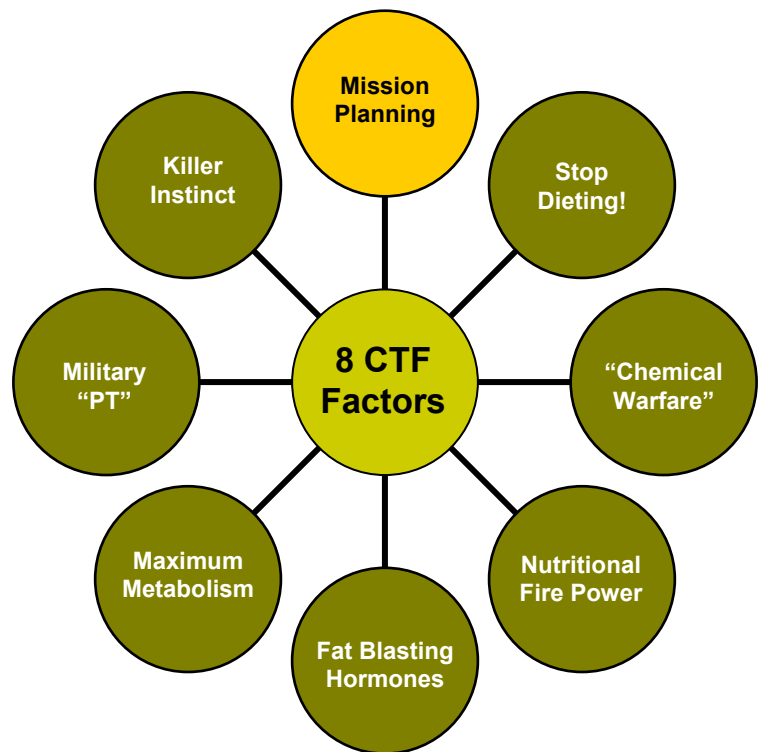 Mission
Planning
Stop
Dieting!
“Chemical
Warfare”
Nutritional
Fire Power
Fat Blasting
Hormones
Maximum
Metabolism
Military
“PT”
Killer
Instinct
8 CTF
Factors